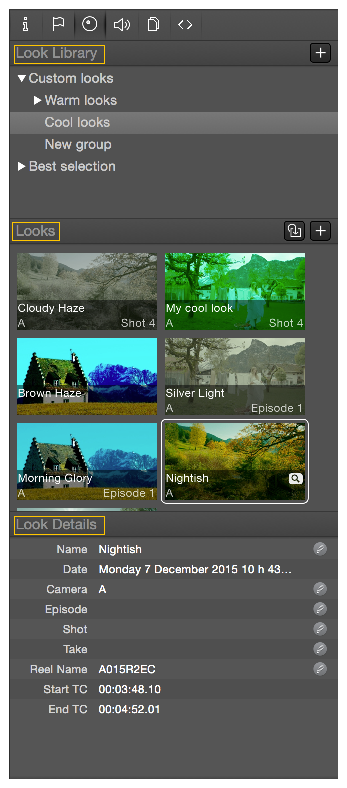 Look Library
Custom looks
Warm looks
Cool looks
New group
Best selection
Looks
Cloudy Haze
A Shot 4
My cool look
A Shot 4
Brown Haze
Silver Light
A Episode 1
Morning Glory
A Episode 1
Nightish
A
Look Details
Name Nightish
Date Monday 7 December 2015 10 h 43...
Camera A
Episode
Shot
Take
Reel Name A015R2EC
Start TC 00:03:48.10
End TC 00:04:52.01